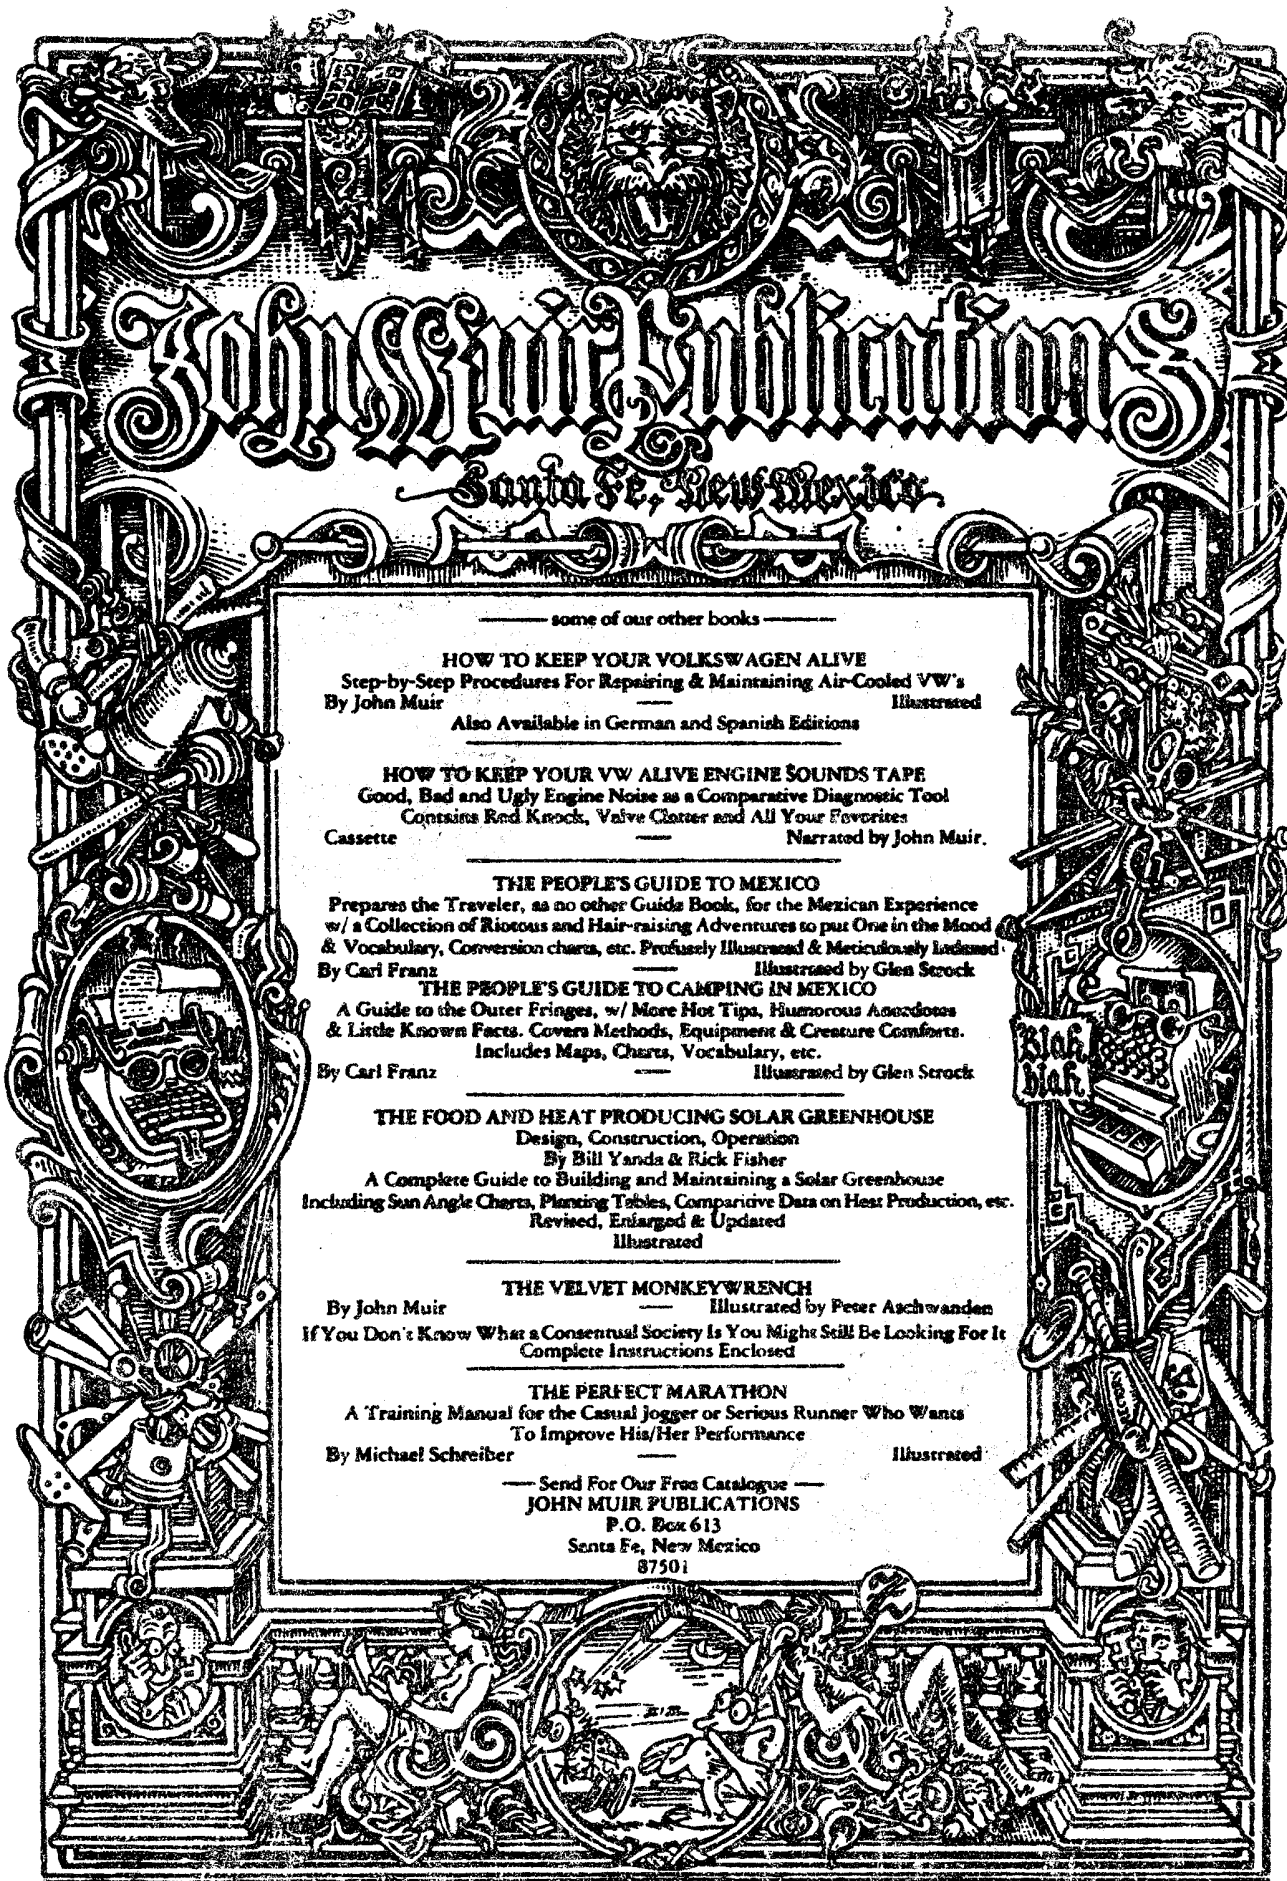 John Muir Publications
Santa Fe, New Mexico.
some of our other books
HOW TO KEEP YOUR VOLKSWAGEN ALIVE
Step-by-Step Procedures For Repairing & Maintaining Air-Cooled VW's
By John Muir — Illustrated
Also Available in German and Spanish Editions
HOW TO KEEP YOUR VW ALIVE ENGINE SOUNDS TAPE
Good, Bad and Ugly Engine Noise as a Comparative Diagnostic Tool
Contains Rod Knock, Valve Clatter and All Your Favorites
Cassette — Narrated by John Muir.
THE PEOPLE'S GUIDE TO MEXICO
Prepares the Traveler, as no other Guide Book, for the Mexican Experience
w/ a Collection of Riotous and Hair-raising Adventures to put One in the Mood
& Vocabulary, Conversion charts, etc. Profusely Illustrated & Meticulously Indexed.
By Carl Franz — Illustrated by Glen Strock
THE PEOPLE'S GUIDE TO CAMPING IN MEXICO
A Guide to the Outer Fringes, w/ More Hot Tips, Humorous Anecdotes
& Little Known Facts. Covers Methods, Equipment & Creature Comforts.
Includes Maps, Charts, Vocabulary, etc.
By Carl Franz — Illustrated by Glen Strock
Blah
blah
THE FOOD AND HEAT PRODUCING SOLAR GREENHOUSE
Design, Construction, Operation
By Bill Yanda & Rick Fisher
A Complete Guide to Building and Maintaining a Solar Greenhouse
Including Sun Angle Charts, Planting Tables, Comparitive Data on Heat Production, etc.
Revised, Enlarged & Updated
Illustrated
THE VELVET MONKEYWRENCH
By John Muir — Illustrated by Peter Aschwanden
If You Don't Know What a Consentual Society Is You Might Still Be Looking For It
Complete Instructions Enclosed
THE PERFECT MARATHON
A Training Manual for the Casual Jogger or Serious Runner Who Wants
To Improve His/Her Performance
By Michael Schreiber — Illustrated
— Send For Our Free Catalogue —
JOHN MUIR PUBLICATIONS
P.O. Box 613
Santa Fe, New Mexico
87501